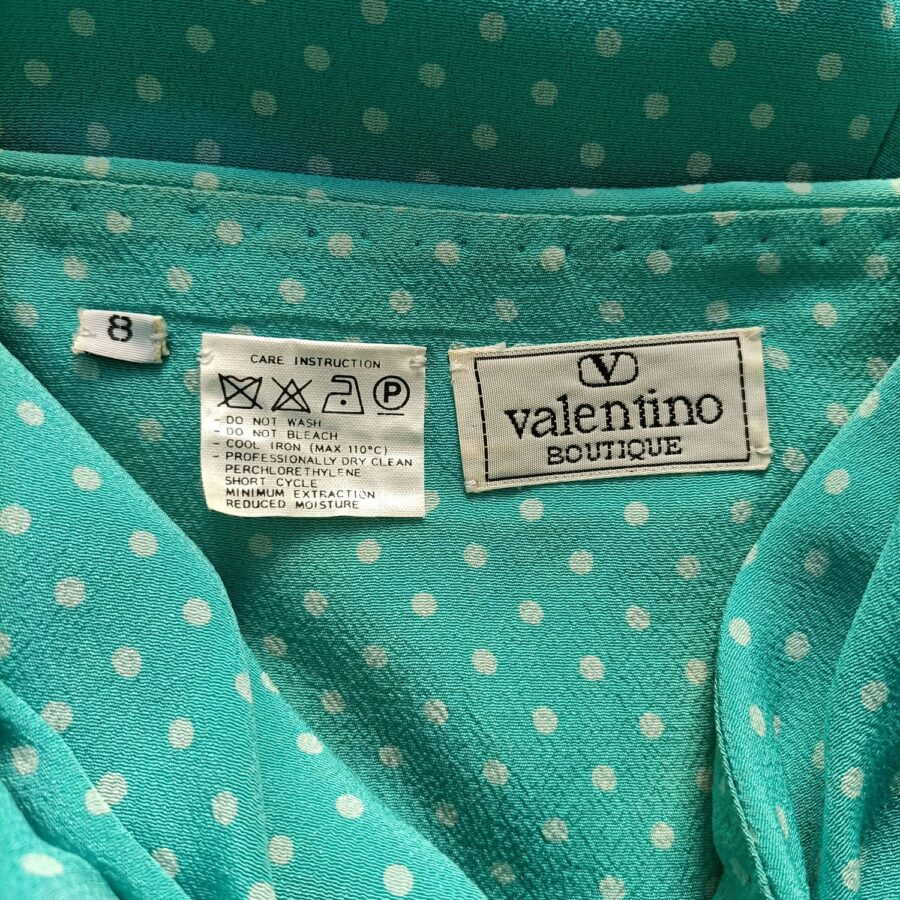 8
CARE INSTRUCTION
P
- DO NOT WASH
- DO NOT BLEACH
- COOL IRON (MAX 110°C)
- PROFESSIONALLY DRY CLEAN
PERCHLORETHYLENE
SHORT CYCLE
MINIMUM EXTRACTION
REDUCED MOISTURE
V
valentino
BOUTIQUE